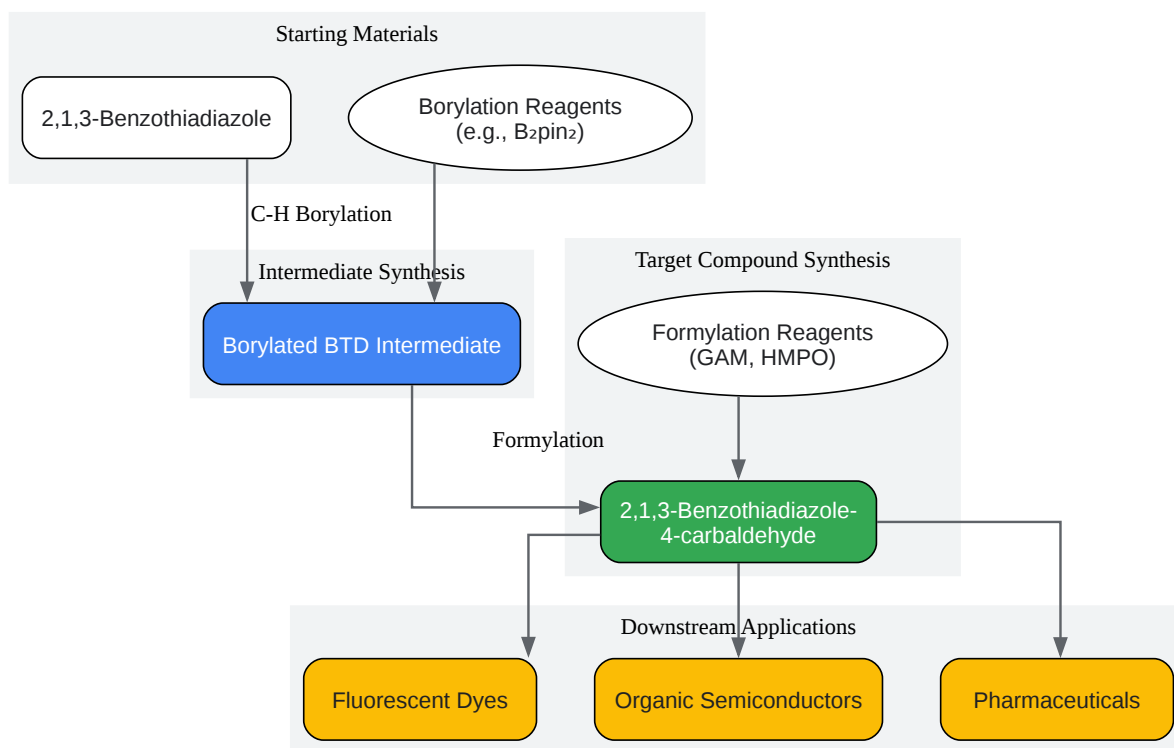 Starting Materials
2,1,3-Benzothiadiazole
Borylation Reagents
(e.g., B₂pin₂)
C-H Borylation
Intermediate Synthesis
Borylated BTD Intermediate
Target Compound Synthesis
Formylation Reagents
(GAM, HMPO)
Formylation
2,1,3-Benzothiadiazole-
4-carbaldehyde
Downstream Applications
Fluorescent Dyes
Organic Semiconductors
Pharmaceuticals